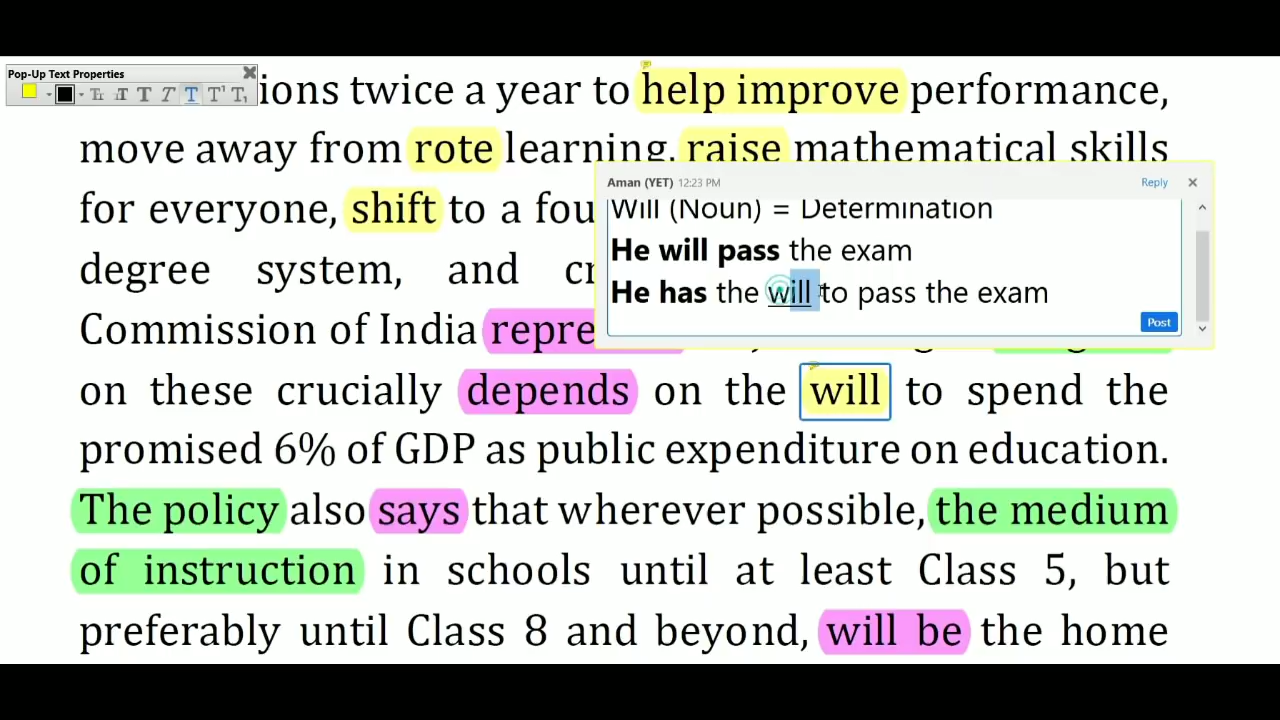 Pop-Up Text Properties
ions twice a year to help improve performance,
move away from rote learning, raise mathematical skills
for everyone, shift to a fou
degree system, and cr
Commission of India repre
Aman (YET) 12:23 PM
Reply
Will (Noun) = Determination
He will pass the exam
He has the will to pass the exam
Post
on these crucially depends on the will to spend the
promised 6% of GDP as public expenditure on education.
The policy also says that wherever possible, the medium
of instruction in schools until at least Class 5, but
preferably until Class 8 and beyond, will be the home